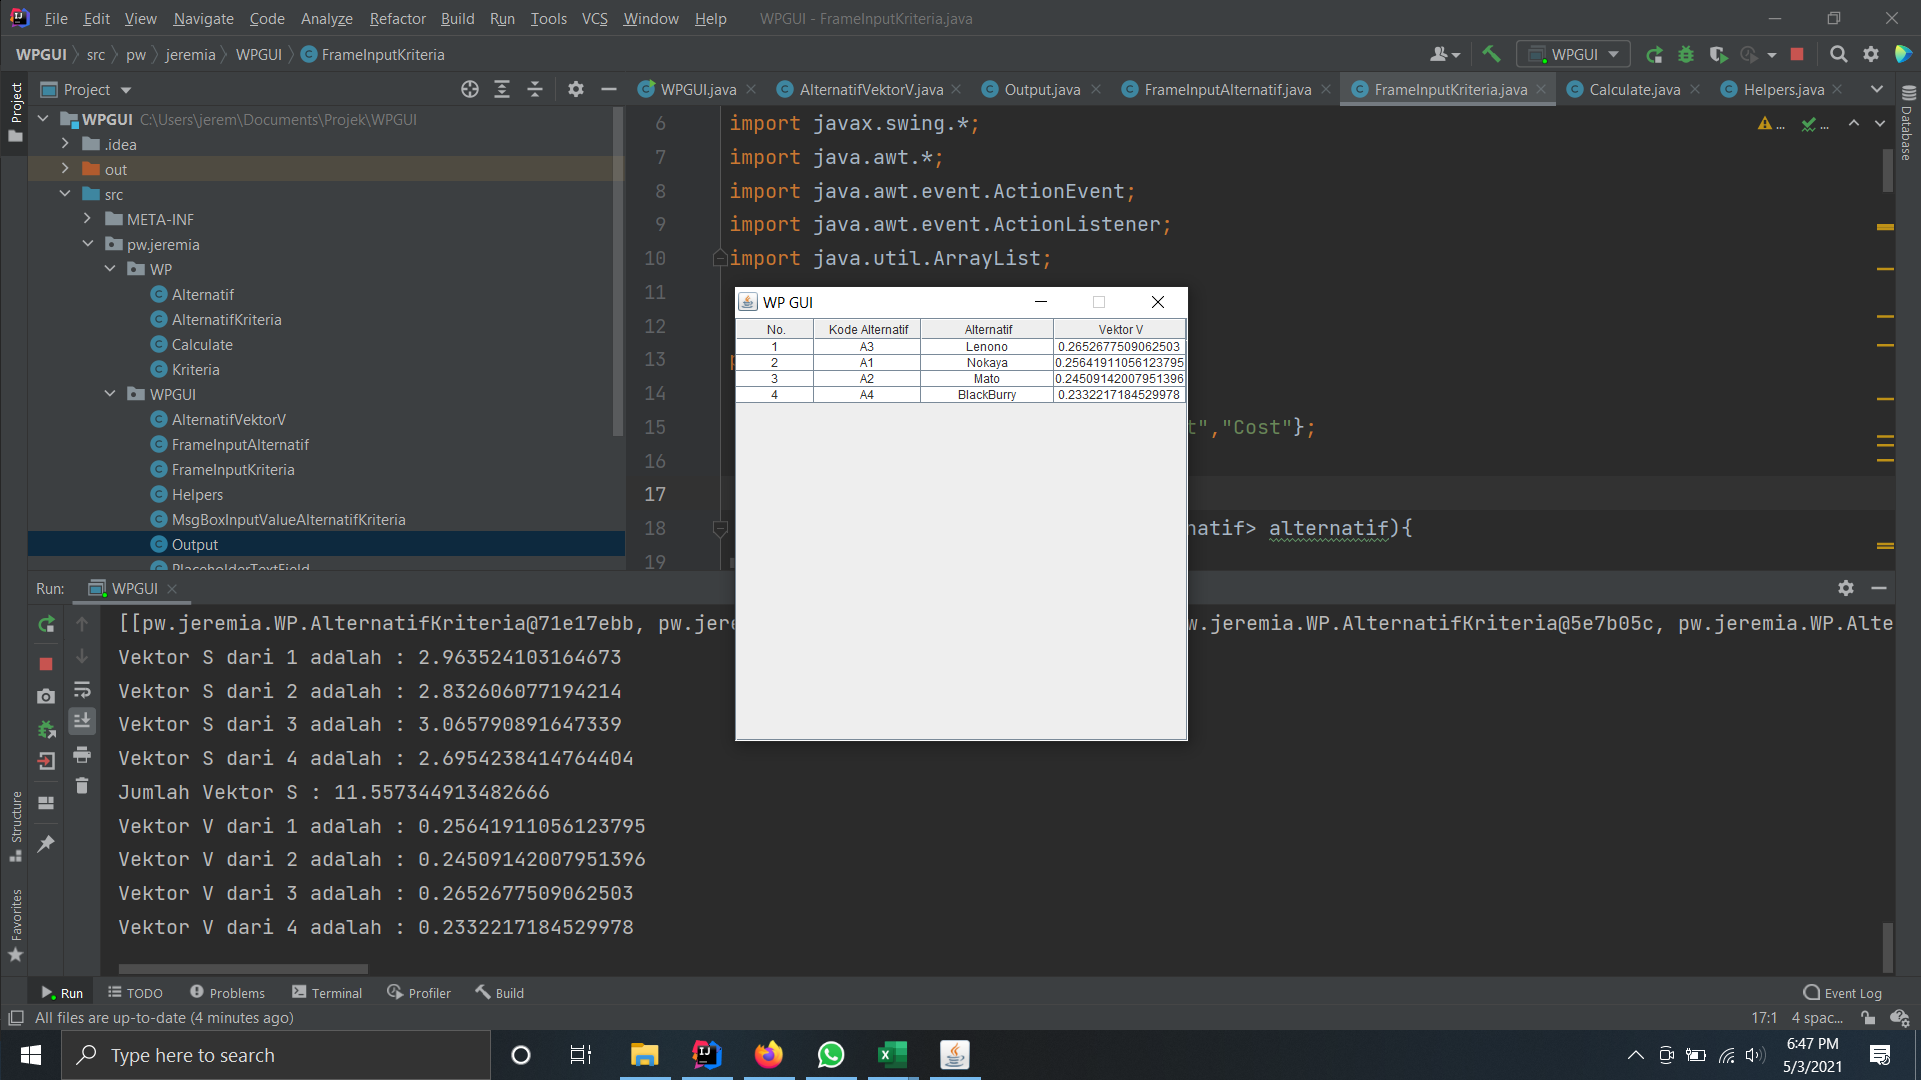 File Edit View Navigate Code Analyze Refactor Build Run Tools VCS Window Help WPGUI - FrameInputKriteria.java
WPGUI src pw jeremia WPGUI FrameInputKriteria
WPGUI
Project
WPGUI.java AlternatifVektorV.java Output.java FrameInputAlternatif.java FrameInputKriteria.java Calculate.java Helpers.java
Project
Database
Structure
Favorites
WPGUI C:\Users\jerem\Documents\Projek\WPGUI
.idea
out
src
META-INF
pw.jeremia
WP
Alternatif
AlternatifKriteria
Calculate
Kriteria
WPGUI
AlternatifVektorV
FrameInputAlternatif
FrameInputKriteria
Helpers
MsgBoxInputValueAlternatifKriteria
Output
PlaceholderTextField
6 import javax.swing.*;
7 import java.awt.*;
8 import java.awt.event.ActionEvent;
9 import java.awt.event.ActionListener;
10 import java.util.ArrayList;
11
12
13
14
15 t","Cost"};
16
17
18 natif> alternatif){
19
WP GUI
No. Kode Alternatif Alternatif Vektor V
1 A3 Lenono 0.2652677509062503
2 A1 Nokaya 0.25641911056123795
3 A2 Mato 0.24509142007951396
4 A4 BlackBurry 0.2332217184529978
Run: WPGUI
[[pw.jeremia.WP.AlternatifKriteria@71e17ebb, pw.jere w.jeremia.WP.AlternatifKriteria@5e7b05c, pw.jeremia.WP.Alte
Vektor S dari 1 adalah : 2.963524103164673
Vektor S dari 2 adalah : 2.832606077194214
Vektor S dari 3 adalah : 3.065790891647339
Vektor S dari 4 adalah : 2.6954238414764404
Jumlah Vektor S : 11.557344913482666
Vektor V dari 1 adalah : 0.25641911056123795
Vektor V dari 2 adalah : 0.24509142007951396
Vektor V dari 3 adalah : 0.2652677509062503
Vektor V dari 4 adalah : 0.2332217184529978
Run TODO Problems Terminal Profiler Build Event Log
All files are up-to-date (4 minutes ago) 17:1 4 spac...
Type here to search
6:47 PM
5/3/2021